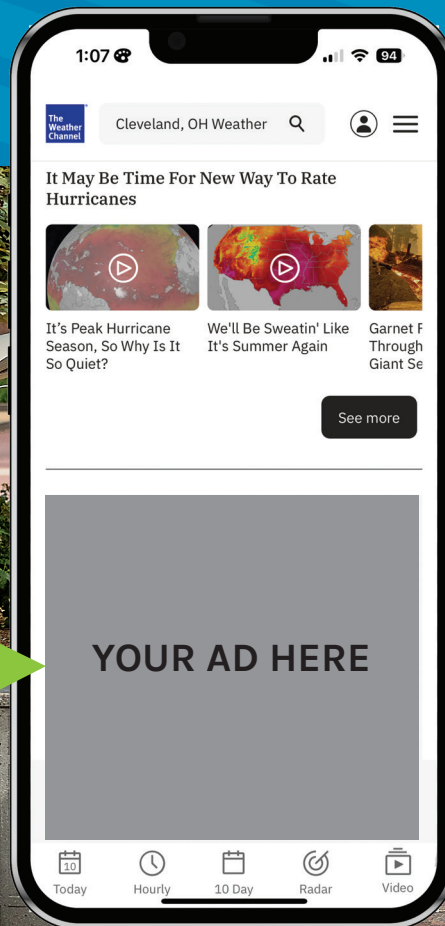 1:07
94
The
Weather
Channel
Cleveland, OH Weather
It May Be Time For New Way To Rate
Hurricanes
It’s Peak Hurricane
Season, So Why Is It
So Quiet?
We'll Be Sweatin' Like
It's Summer Again
Garnet F
Through
Giant Se
See more
YOUR AD HERE
10
Today
Hourly
10 Day
Radar
Video